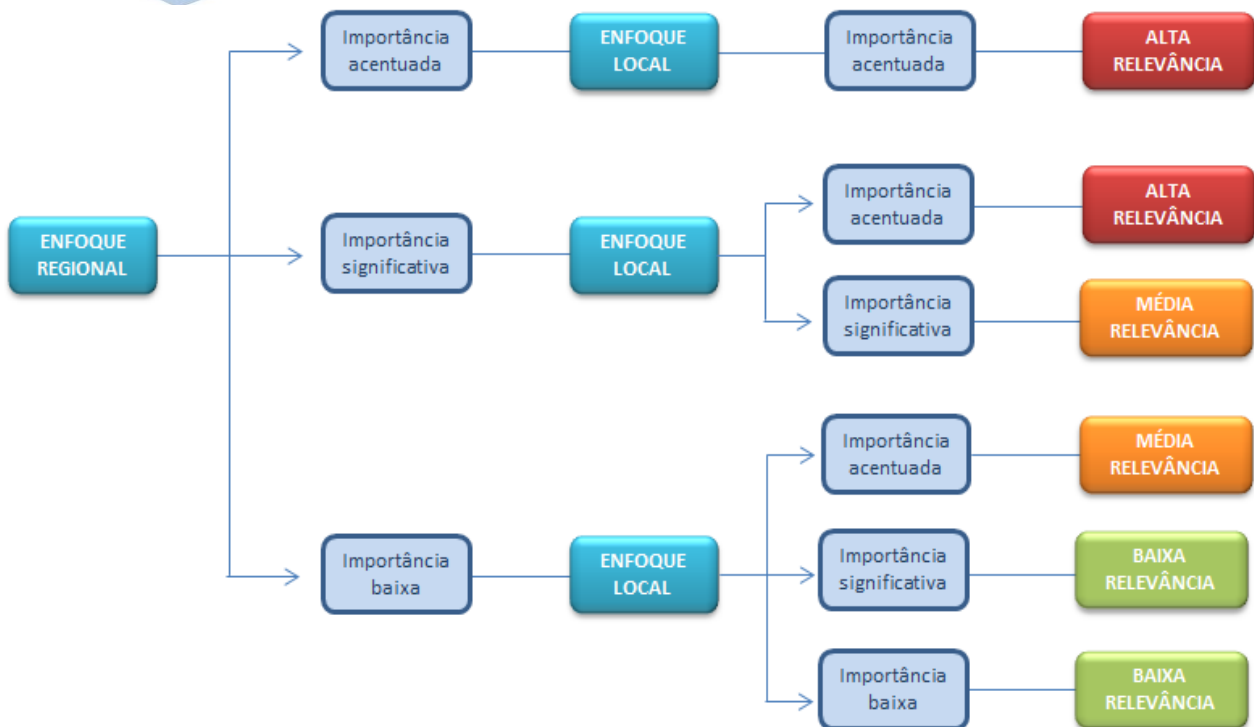 Importância
acentuada
ENFOQUE
LOCAL
Importância
acentuada
ALTA
RELEVÂNCIA
ENFOQUE
REGIONAL
Importância
significativa
ENFOQUE
LOCAL
Importância
acentuada
ALTA
RELEVÂNCIA
Importância
significativa
MÉDIA
RELEVÂNCIA
Importância
baixa
ENFOQUE
LOCAL
Importância
acentuada
MÉDIA
RELEVÂNCIA
Importância
significativa
BAIXA
RELEVÂNCIA
Importância
baixa
BAIXA
RELEVÂNCIA